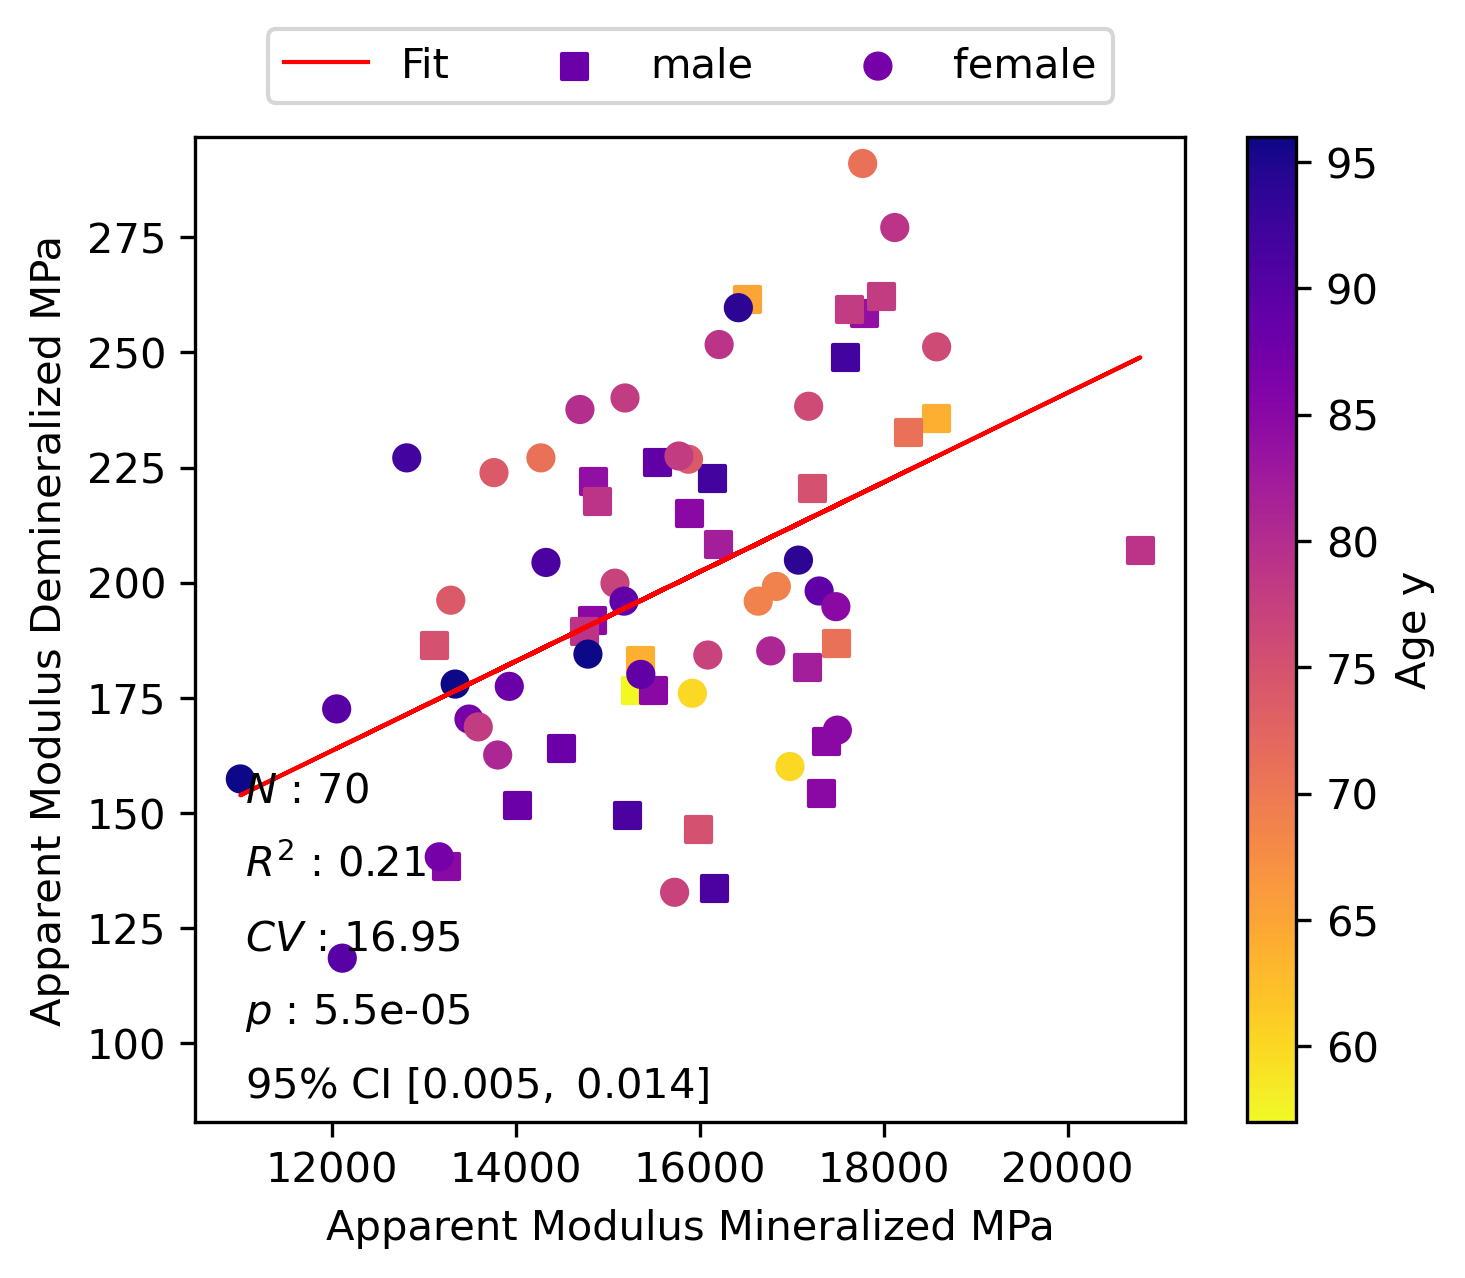 Fit male female
275
250
225
200
175
150
125
100
Apparent Modulus Demineralized MPa
N : 70
R² : 0.21
CV : 16.95
p : 5.5e-05
95% CI [0.005, 0.014]
12000 14000 16000 18000 20000
Apparent Modulus Mineralized MPa
95
90
85
80
75
70
65
60
Age y